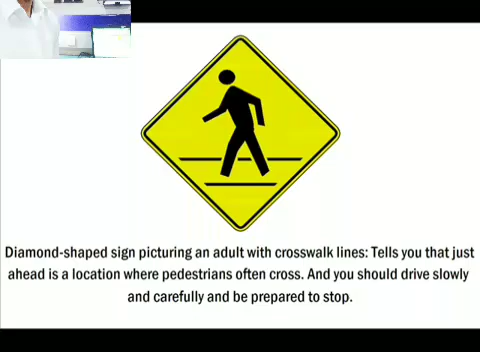 Diamond-shaped sign picturing an adult with crosswalk lines: Tells you that just
ahead is a location where pedestrians often cross. And you should drive slowly
and carefully and be prepared to stop.